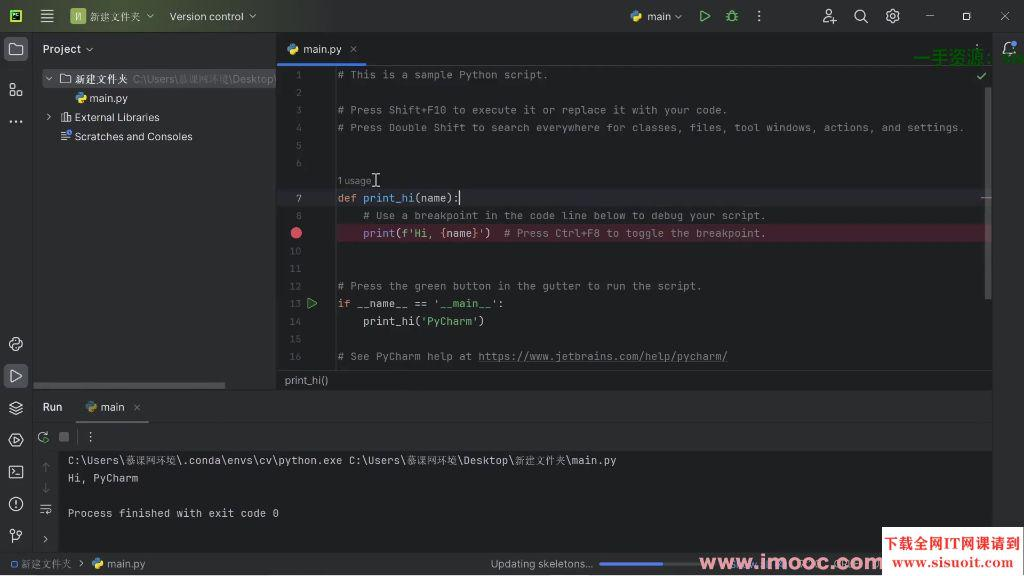 新建文件夹
Version control
main
Project
main.py
新建文件夹 C:\Users\慕课网环境\Desktop\
main.py
External Libraries
Scratches and Consoles
一手资源:
1 # This is a sample Python script.
2
3 # Press Shift+F10 to execute it or replace it with your code.
4 # Press Double Shift to search everywhere for classes, files, tool windows, actions, and settings.
5
6
1 usage
7 def print_hi(name):
8 # Use a breakpoint in the code line below to debug your script.
print(f'Hi, {name}') # Press Ctrl+F8 to toggle the breakpoint.
10
11
12 # Press the green button in the gutter to run the script.
13 if __name__ == '__main__':
14 print_hi('PyCharm')
15
16 # See PyCharm help at https://www.jetbrains.com/help/pycharm/
print_hi()
Run
main
C:\Users\慕课网环境\.conda\envs\cv\python.exe C:\Users\慕课网环境\Desktop\新建文件夹\main.py
Hi, PyCharm
Process finished with exit code 0
新建文件夹
main.py
Updating skeletons...
www.imooc.com
下载全网IT网课请到
www.sisuoit.com